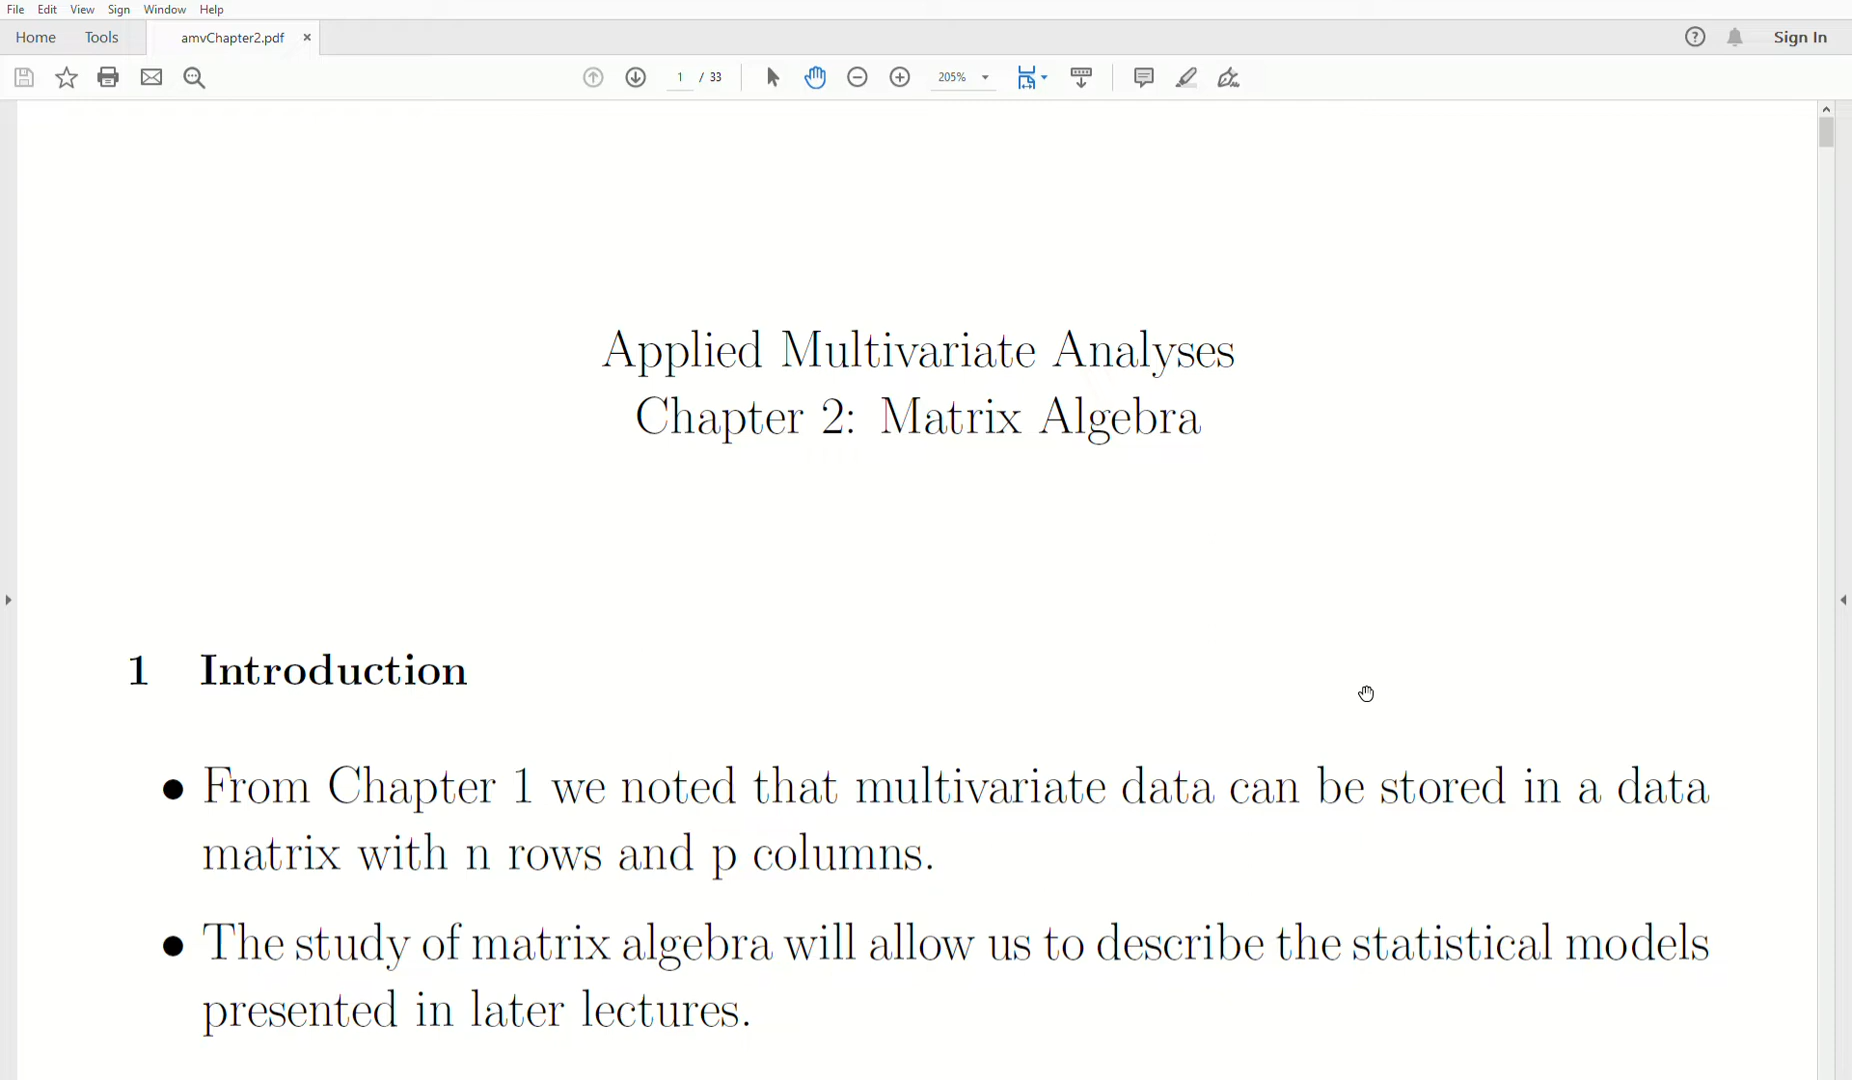 File Edit View Sign Window Help
Home Tools amvChapter2.pdf × Sign In
1 / 33 205%
Applied Multivariate Analyses
Chapter 2: Matrix Algebra
1 Introduction
• From Chapter 1 we noted that multivariate data can be stored in a data
matrix with n rows and p columns.
• The study of matrix algebra will allow us to describe the statistical models
presented in later lectures.